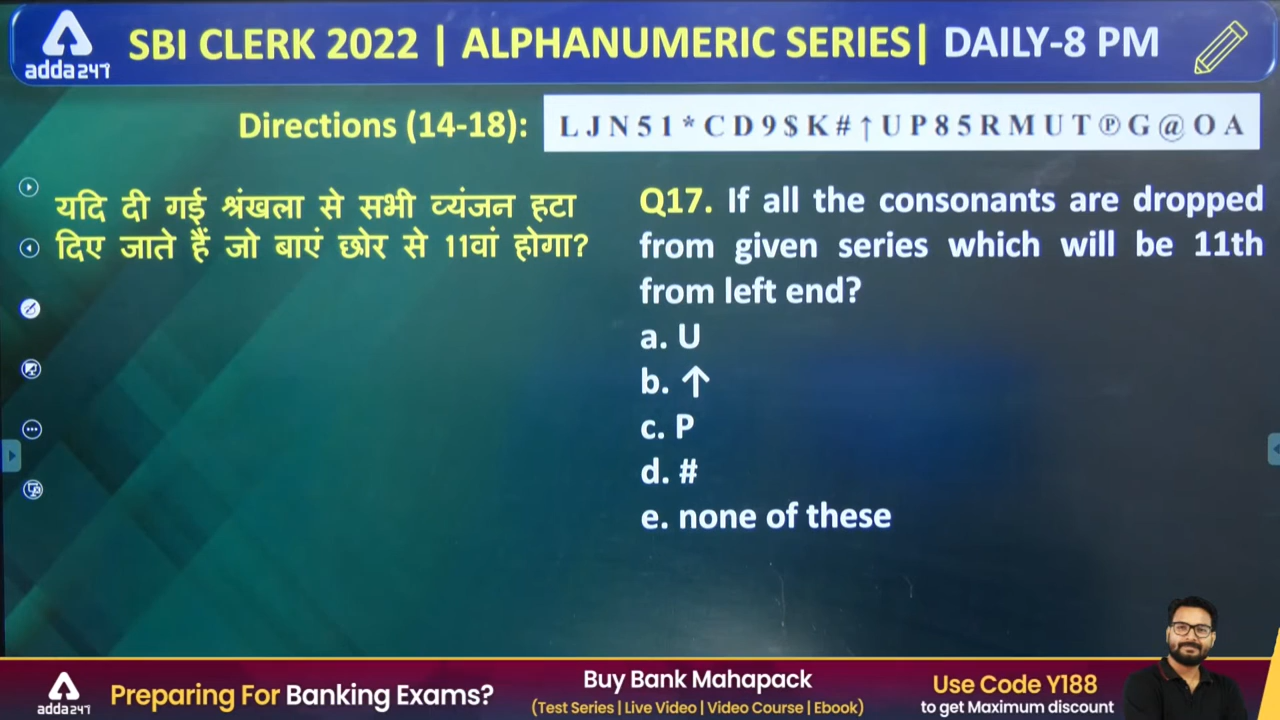 adda247
SBI CLERK 2022 | ALPHANUMERIC SERIES| DAILY-8 PM
Directions (14-18): L J N 5 1 * C D 9 $ K # ↑ U P 8 5 R M U T ℗ G @ O A
यदि दी गई श्रंखला से सभी व्यंजन हटा
दिए जाते हैं जो बाएं छोर से 11वां होगा?
Q17. If all the consonants are dropped
from given series which will be 11th
from left end?
a. U
b. ↑
c. P
d. #
e. none of these
adda247
Preparing For Banking Exams?
Buy Bank Mahapack
(Test Series | Live Video | Video Course | Ebook)
Use Code Y188
to get Maximum discount